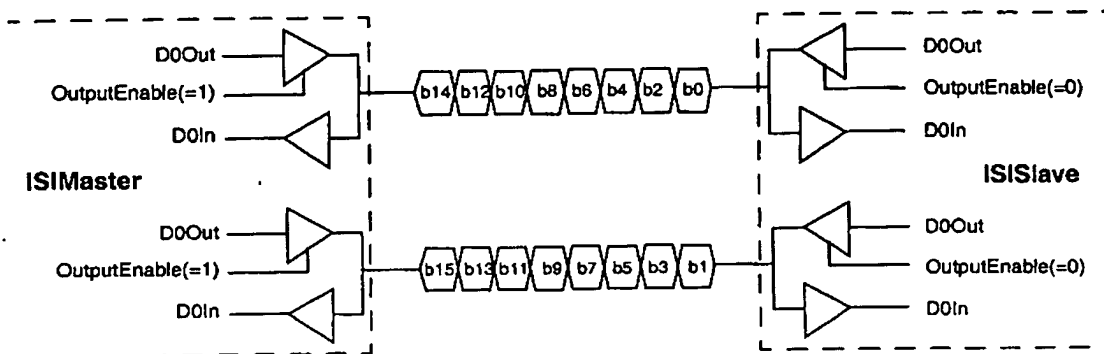 D0Out
OutputEnable(=1)
D0In
b14 b12 b10 b8 b6 b4 b2 b0
D0Out
OutputEnable(=0)
D0In
ISIMaster
ISISlave
D0Out
OutputEnable(=1)
D0In
b15 b13 b11 b9 b7 b5 b3 b1
D0Out
OutputEnable(=0)
D0In